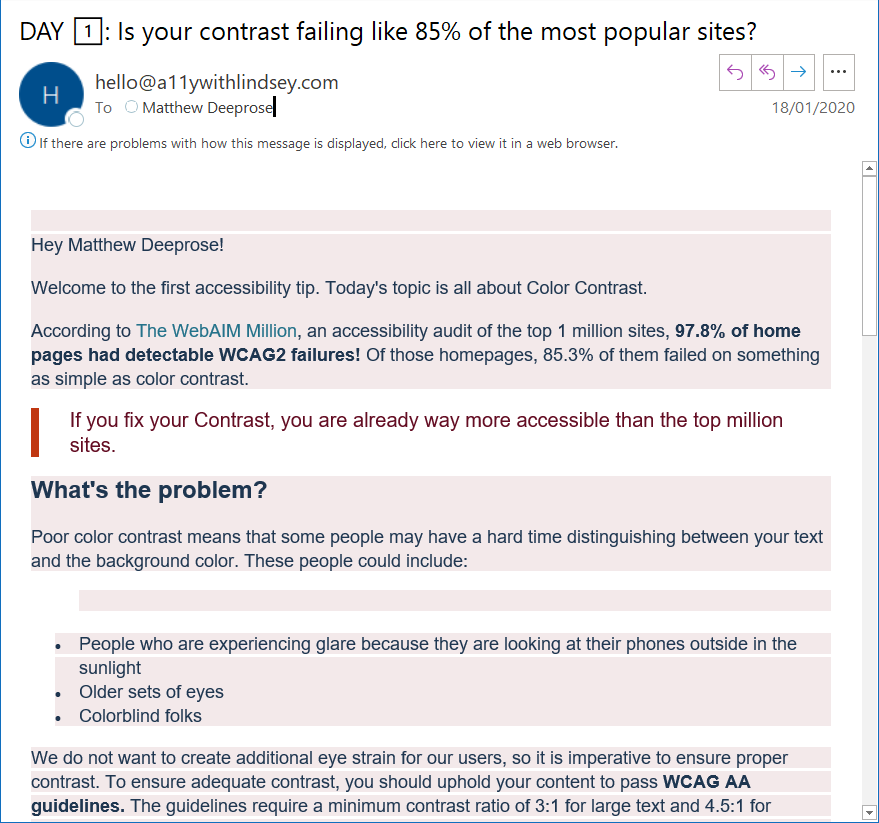 DAY 1: Is your contrast failing like 85% of the most popular sites?
H
hello@a11ywithlindsey.com
To Matthew Deeprose
18/01/2020
If there are problems with how this message is displayed, click here to view it in a web browser.
Hey Matthew Deeprose!
Welcome to the first accessibility tip. Today's topic is all about Color Contrast.
According to The WebAIM Million, an accessibility audit of the top 1 million sites, 97.8% of home
pages had detectable WCAG2 failures! Of those homepages, 85.3% of them failed on something
as simple as color contrast.
If you fix your Contrast, you are already way more accessible than the top million
sites.
What's the problem?
Poor color contrast means that some people may have a hard time distinguishing between your text
and the background color. These people could include:
• People who are experiencing glare because they are looking at their phones outside in the
sunlight
• Older sets of eyes
• Colorblind folks
We do not want to create additional eye strain for our users, so it is imperative to ensure proper
contrast. To ensure adequate contrast, you should uphold your content to pass WCAG AA
guidelines. The guidelines require a minimum contrast ratio of 3:1 for large text and 4.5:1 for